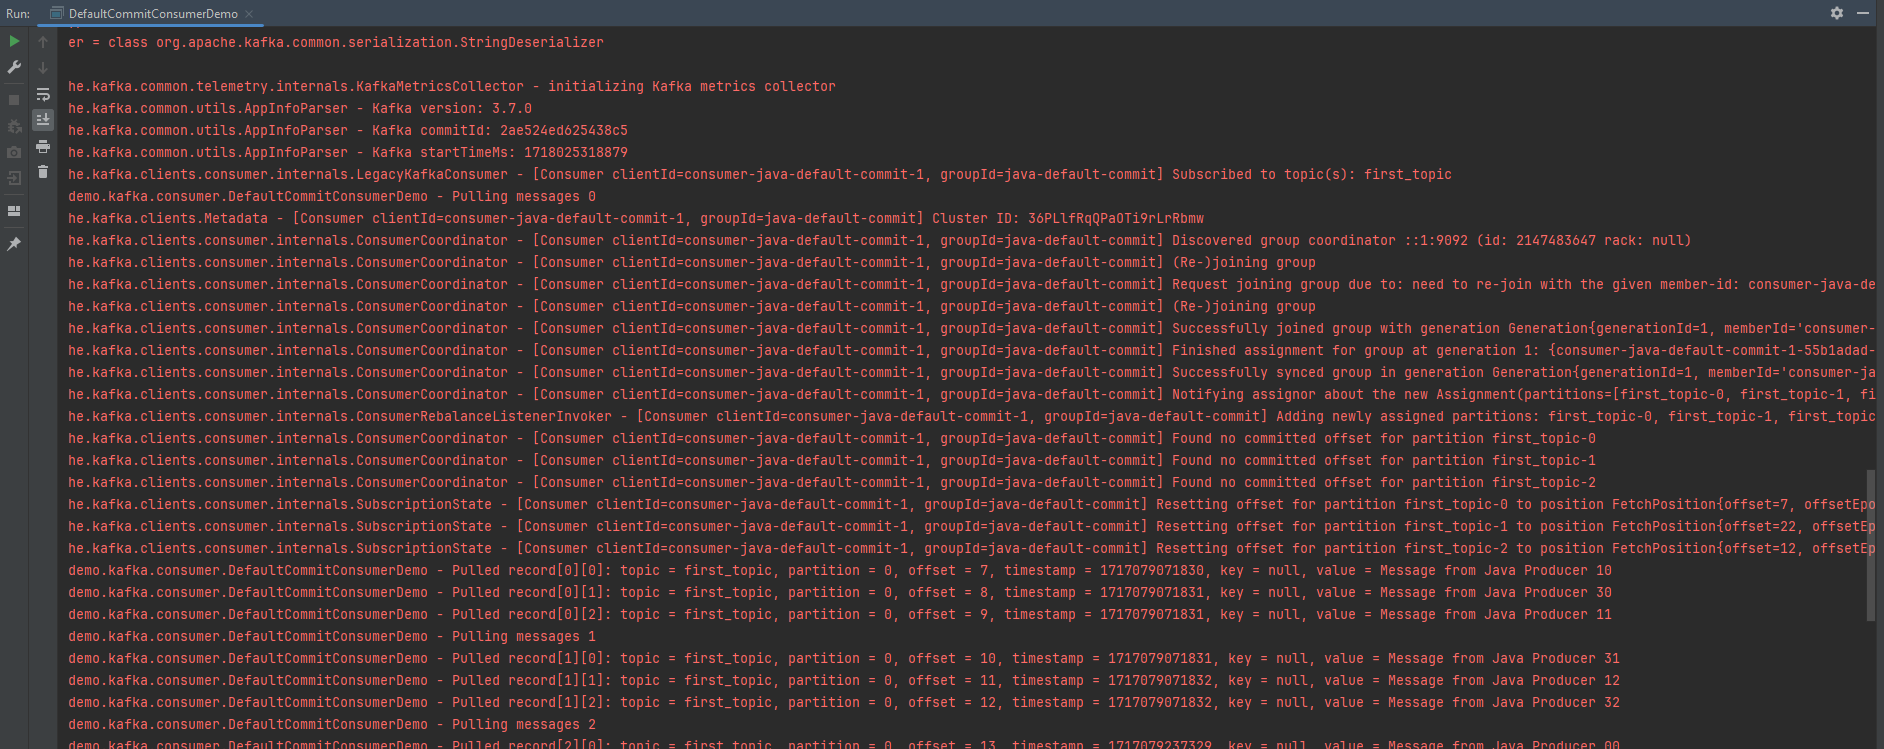 Run: DefaultCommitConsumerDemo
er = class org.apache.kafka.common.serialization.StringDeserializer
he.kafka.common.telemetry.internals.KafkaMetricsCollector - initializing Kafka metrics collector
he.kafka.common.utils.AppInfoParser - Kafka version: 3.7.0
he.kafka.common.utils.AppInfoParser - Kafka commitId: 2ae524ed625438c5
he.kafka.common.utils.AppInfoParser - Kafka startTimeMs: 1718025318879
he.kafka.clients.consumer.internals.LegacyKafkaConsumer - [Consumer clientId=consumer-java-default-commit-1, groupId=java-default-commit] Subscribed to topic(s): first_topic
demo.kafka.consumer.DefaultCommitConsumerDemo - Pulling messages 0
he.kafka.clients.Metadata - [Consumer clientId=consumer-java-default-commit-1, groupId=java-default-commit] Cluster ID: 36PLlfRqQPaOTi9rLrRbmw
he.kafka.clients.consumer.internals.ConsumerCoordinator - [Consumer clientId=consumer-java-default-commit-1, groupId=java-default-commit] Discovered group coordinator ::1:9092 (id: 2147483647 rack: null)
he.kafka.clients.consumer.internals.ConsumerCoordinator - [Consumer clientId=consumer-java-default-commit-1, groupId=java-default-commit] (Re-)joining group
he.kafka.clients.consumer.internals.ConsumerCoordinator - [Consumer clientId=consumer-java-default-commit-1, groupId=java-default-commit] Request joining group due to: need to re-join with the given member-id: consumer-java-de
he.kafka.clients.consumer.internals.ConsumerCoordinator - [Consumer clientId=consumer-java-default-commit-1, groupId=java-default-commit] (Re-)joining group
he.kafka.clients.consumer.internals.ConsumerCoordinator - [Consumer clientId=consumer-java-default-commit-1, groupId=java-default-commit] Successfully joined group with generation Generation{generationId=1, memberId='consumer-
he.kafka.clients.consumer.internals.ConsumerCoordinator - [Consumer clientId=consumer-java-default-commit-1, groupId=java-default-commit] Finished assignment for group at generation 1: {consumer-java-default-commit-1-55b1adad-
he.kafka.clients.consumer.internals.ConsumerCoordinator - [Consumer clientId=consumer-java-default-commit-1, groupId=java-default-commit] Successfully synced group in generation Generation{generationId=1, memberId='consumer-ja
he.kafka.clients.consumer.internals.ConsumerCoordinator - [Consumer clientId=consumer-java-default-commit-1, groupId=java-default-commit] Notifying assignor about the new Assignment(partitions=[first_topic-0, first_topic-1, fi
he.kafka.clients.consumer.internals.ConsumerRebalanceListenerInvoker - [Consumer clientId=consumer-java-default-commit-1, groupId=java-default-commit] Adding newly assigned partitions: first_topic-0, first_topic-1, first_topic
he.kafka.clients.consumer.internals.ConsumerCoordinator - [Consumer clientId=consumer-java-default-commit-1, groupId=java-default-commit] Found no committed offset for partition first_topic-0
he.kafka.clients.consumer.internals.ConsumerCoordinator - [Consumer clientId=consumer-java-default-commit-1, groupId=java-default-commit] Found no committed offset for partition first_topic-1
he.kafka.clients.consumer.internals.ConsumerCoordinator - [Consumer clientId=consumer-java-default-commit-1, groupId=java-default-commit] Found no committed offset for partition first_topic-2
he.kafka.clients.consumer.internals.SubscriptionState - [Consumer clientId=consumer-java-default-commit-1, groupId=java-default-commit] Resetting offset for partition first_topic-0 to position FetchPosition{offset=7, offsetEpo
he.kafka.clients.consumer.internals.SubscriptionState - [Consumer clientId=consumer-java-default-commit-1, groupId=java-default-commit] Resetting offset for partition first_topic-1 to position FetchPosition{offset=22, offsetEp
he.kafka.clients.consumer.internals.SubscriptionState - [Consumer clientId=consumer-java-default-commit-1, groupId=java-default-commit] Resetting offset for partition first_topic-2 to position FetchPosition{offset=12, offsetEp
demo.kafka.consumer.DefaultCommitConsumerDemo - Pulled record[0][0]: topic = first_topic, partition = 0, offset = 7, timestamp = 1717079071830, key = null, value = Message from Java Producer 10
demo.kafka.consumer.DefaultCommitConsumerDemo - Pulled record[0][1]: topic = first_topic, partition = 0, offset = 8, timestamp = 1717079071831, key = null, value = Message from Java Producer 30
demo.kafka.consumer.DefaultCommitConsumerDemo - Pulled record[0][2]: topic = first_topic, partition = 0, offset = 9, timestamp = 1717079071831, key = null, value = Message from Java Producer 11
demo.kafka.consumer.DefaultCommitConsumerDemo - Pulling messages 1
demo.kafka.consumer.DefaultCommitConsumerDemo - Pulled record[1][0]: topic = first_topic, partition = 0, offset = 10, timestamp = 1717079071831, key = null, value = Message from Java Producer 31
demo.kafka.consumer.DefaultCommitConsumerDemo - Pulled record[1][1]: topic = first_topic, partition = 0, offset = 11, timestamp = 1717079071832, key = null, value = Message from Java Producer 12
demo.kafka.consumer.DefaultCommitConsumerDemo - Pulled record[1][2]: topic = first_topic, partition = 0, offset = 12, timestamp = 1717079071832, key = null, value = Message from Java Producer 32
demo.kafka.consumer.DefaultCommitConsumerDemo - Pulling messages 2
demo.kafka.consumer.DefaultCommitConsumerDemo - Pulled record[2][0]: topic = first_topic, partition = 0, offset = 13, timestamp = 1717079237329, key = null, value = Message from Java Producer 00